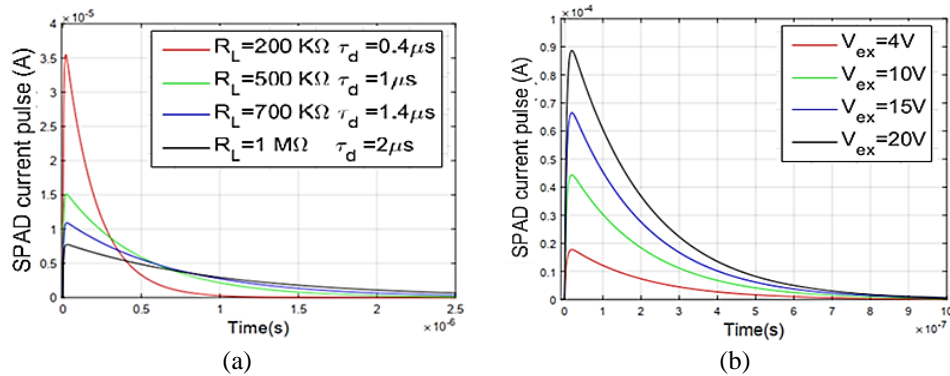 ×10⁻⁵
4
3.5
3
2.5
2
1.5
1
0.5
0
SPAD current pulse (A)
R_L=200 KΩ τ_d=0.4μs
R_L=500 KΩ τ_d=1μs
R_L=700 KΩ τ_d=1.4μs
R_L=1 MΩ τ_d=2μs
0 0.5 1 1.5 2 2.5
Time(s)
×10⁻⁶
(a)
×10⁻⁴
1
0.9
0.8
0.7
0.6
0.5
0.4
0.3
0.2
0.1
0
SPAD current pulse (A)
V_ex=4V
V_ex=10V
V_ex=15V
V_ex=20V
0 1 2 3 4 5 6 7 8 9 10
Time(s)
×10⁻⁷
(b)